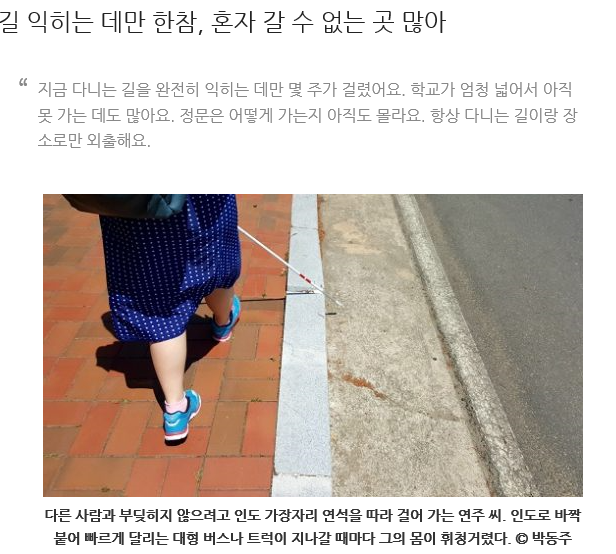 길 익히는 데만 한참, 혼자 갈 수 없는 곳 많아
“ 지금 다니는 길을 완전히 익히는 데만 몇 주가 걸렸어요. 학교가 엄청 넓어서 아직
못 가는 데도 많아요. 정문은 어떻게 가는지 아직도 몰라요. 항상 다니는 길이랑 장
소로만 외출해요.
다른 사람과 부딪히지 않으려고 인도 가장자리 연석을 따라 걸어 가는 연주 씨. 인도로 바짝
붙어 빠르게 달리는 대형 버스나 트럭이 지나갈 때마다 그의 몸이 휘청거렸다. © 박동주